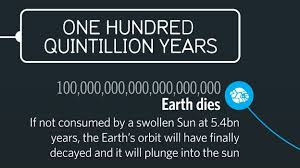 ONE HUNDRED
QUINTILLION YEARS
100,000,000,000,000,000,000
Earth dies
If not consumed by a swollen Sun at 5.4bn
years, the Earth's orbit will have finally
decayed and it will plunge into the sun